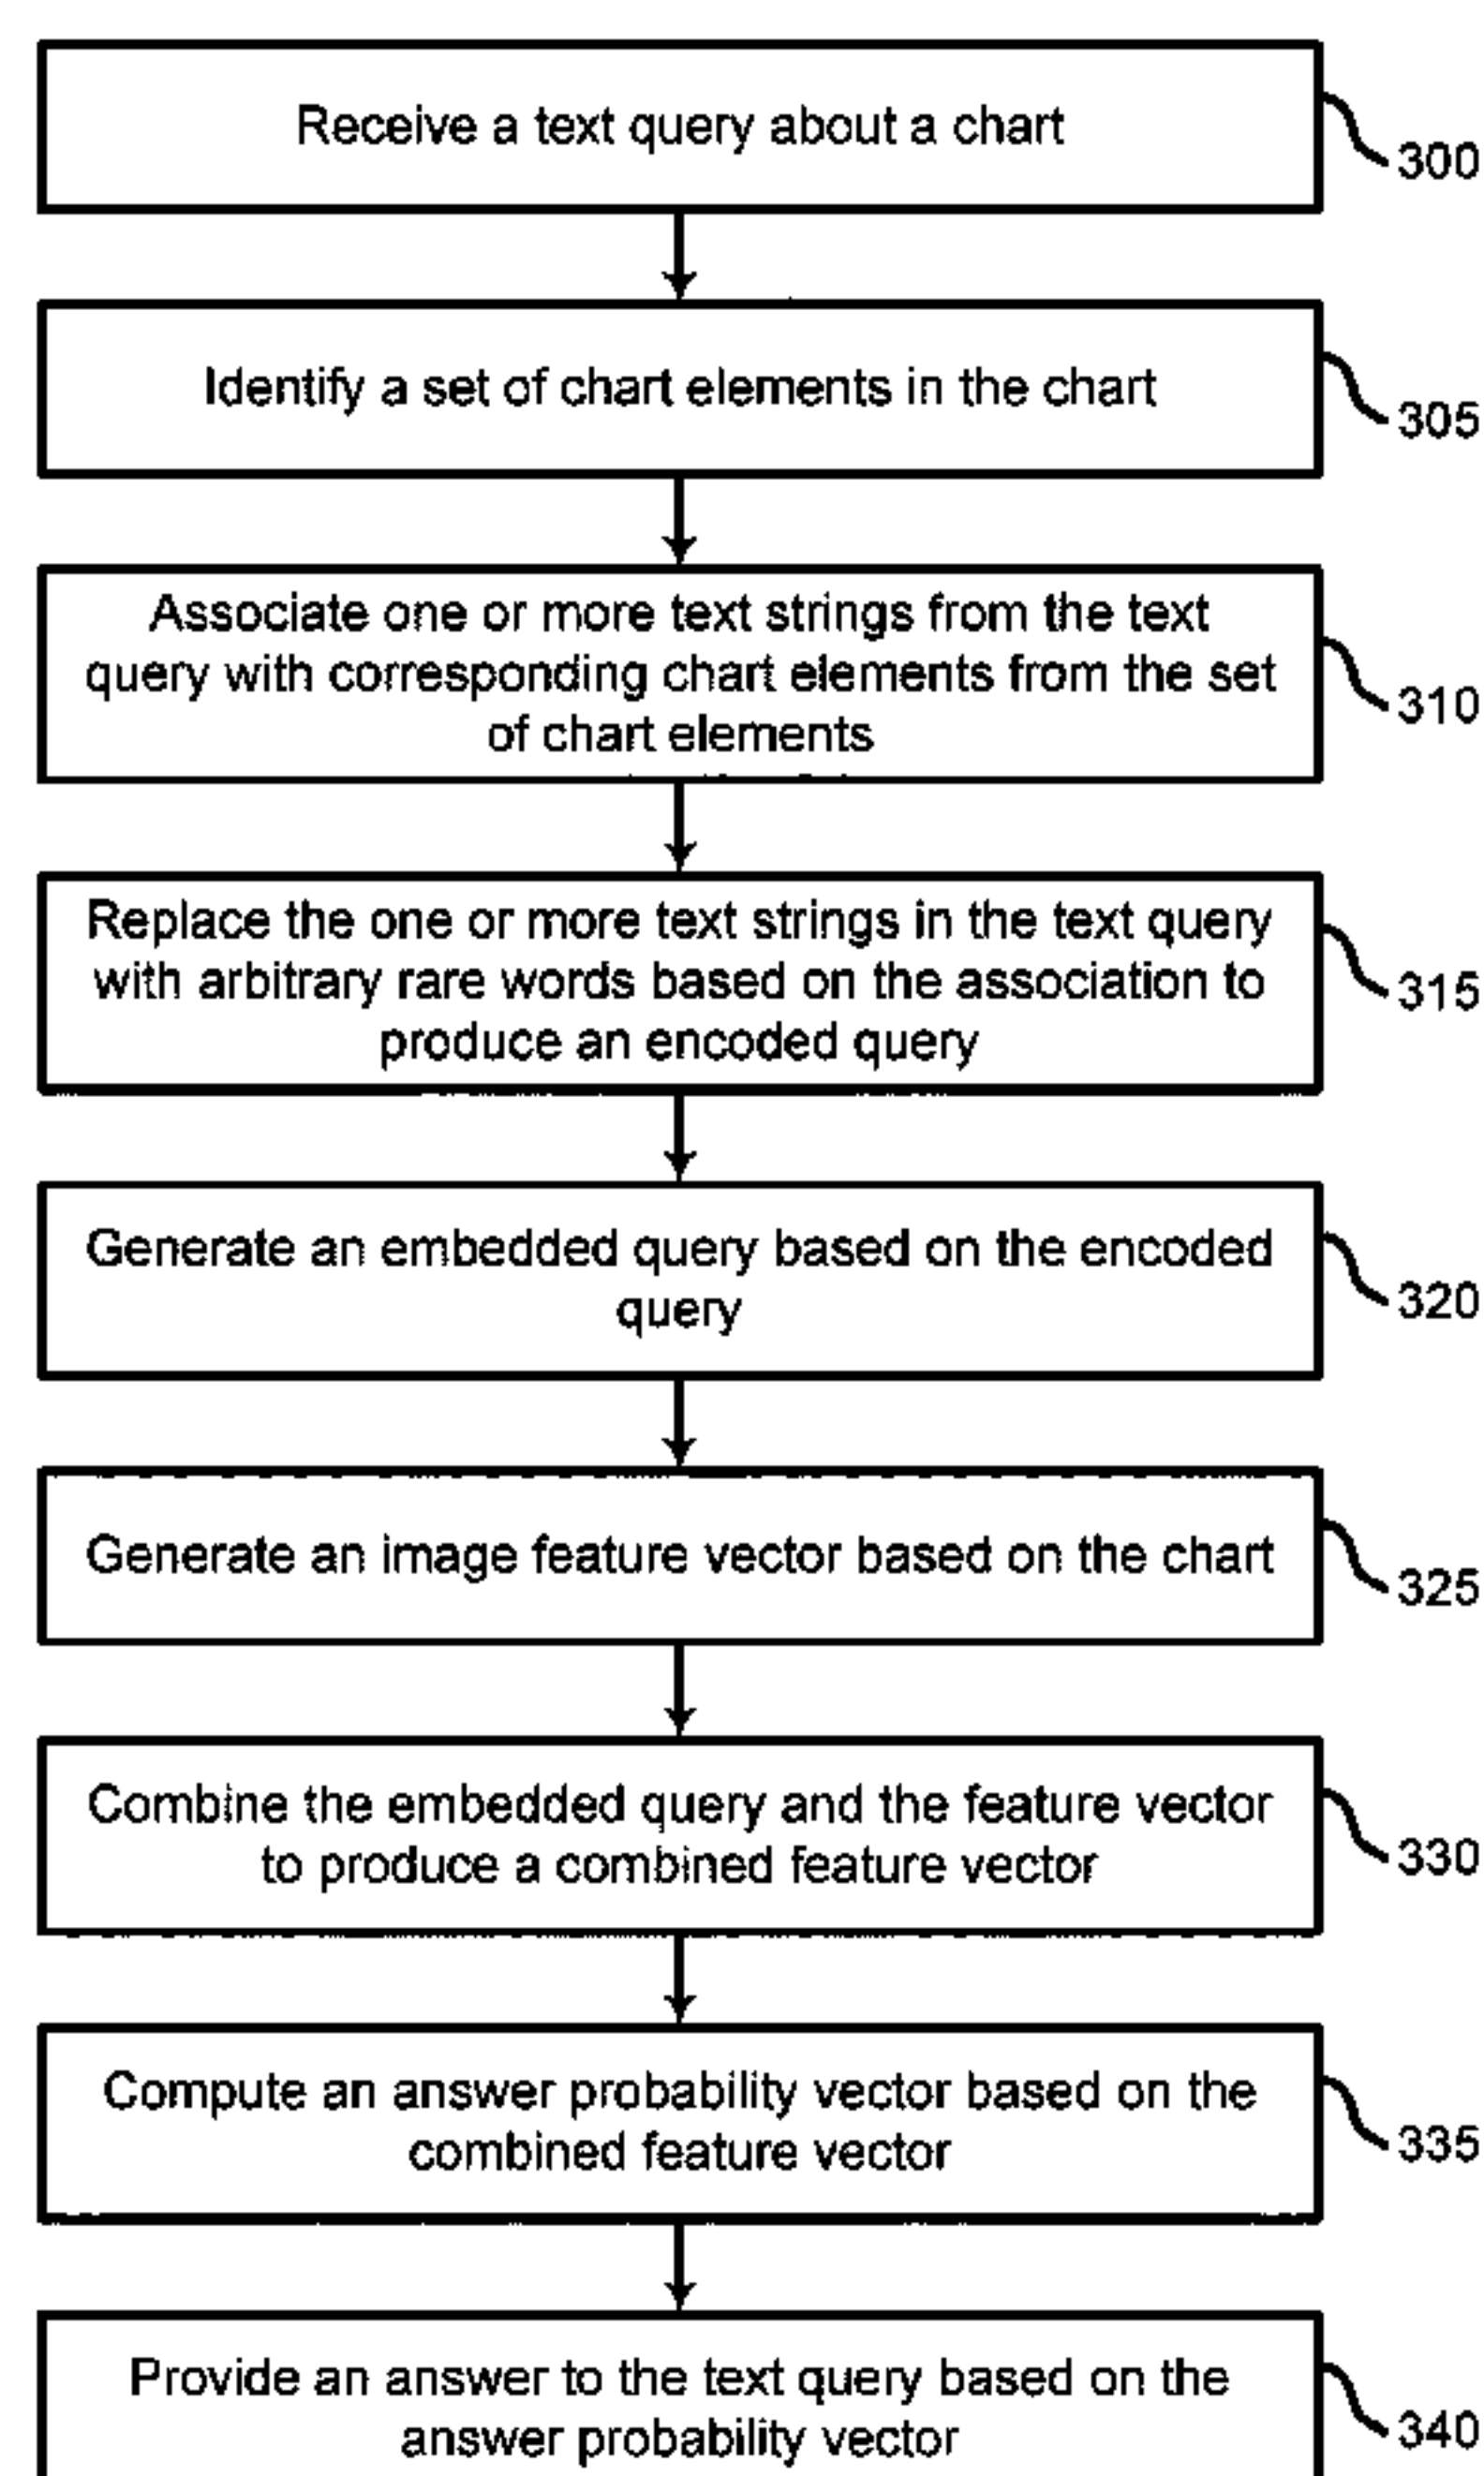 Receive a text query about a chart
300
Identify a set of chart elements in the chart
305
Associate one or more text strings from the text
query with corresponding chart elements from the set
of chart elements
310
Replace the one or more text strings in the text query
with arbitrary rare words based on the association to
produce an encoded query
315
Generate an embedded query based on the encoded
query
320
Generate an image feature vector based on the chart
325
Combine the embedded query and the feature vector
to produce a combined feature vector
330
Compute an answer probability vector based on the
combined feature vector
335
Provide an answer to the text query based on the
answer probability vector
340